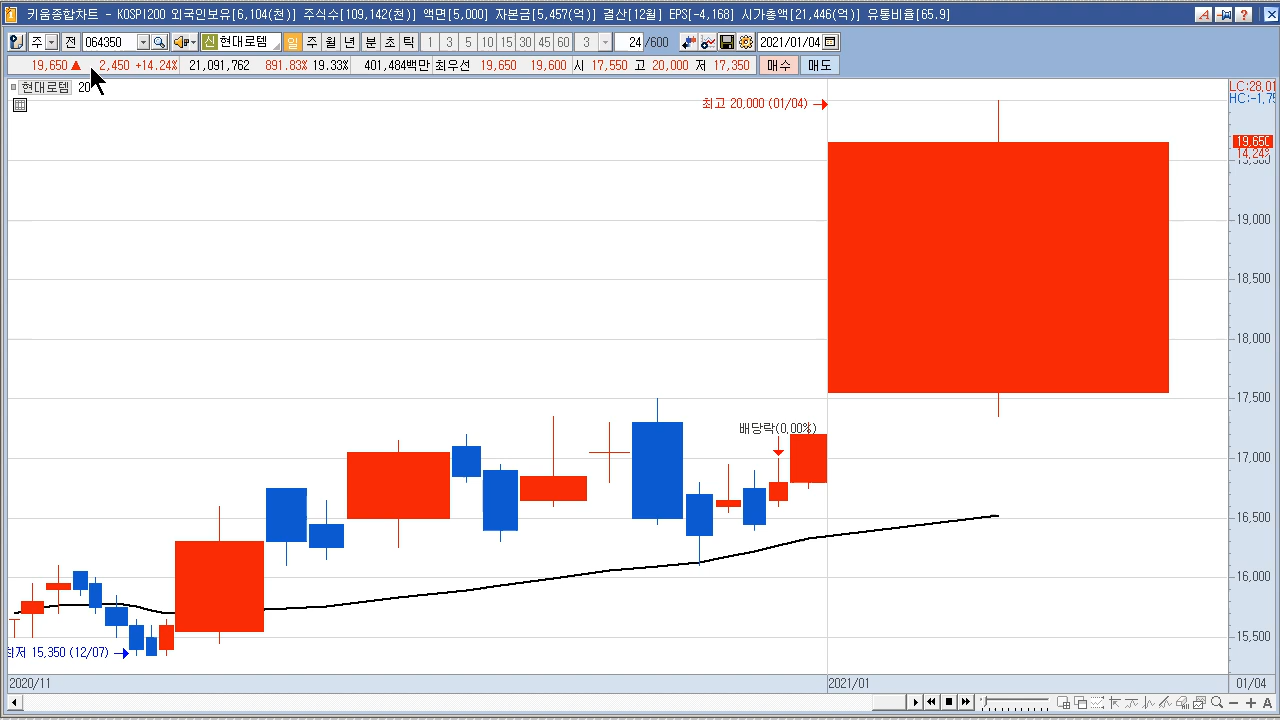 키움종합차트 - KOSPI200 외국인보유[6,104(천)] 주식수[109,142(천)] 액면[5,000] 자본금[5,457(억)] 결산[12월] EPS[-4,168] 시가총액[21,446(억)] 유통비율[65.9]
주 전 064350 신 현대로템 일 주 월 년 분 초 틱 1 3 5 10 15 30 45 60 3 24 /600 2021/01/04
19,650 ▲ 2,450 +14.24% 21,091,762 891.83% 19.33% 401,484백만 최우선 19,650 19,600 시 17,550 고 20,000 저 17,350 매수 매도
현대로템 20
LC:28,01
HC:-1,75
최고 20,000 (01/04)
19,650
14,24%
19,000
18,500
18,000
17,500
배당락(0,00%)
17,000
16,500
16,000
15,500
최저 15,350 (12/07)
2020/11 2021/01 01/04
A